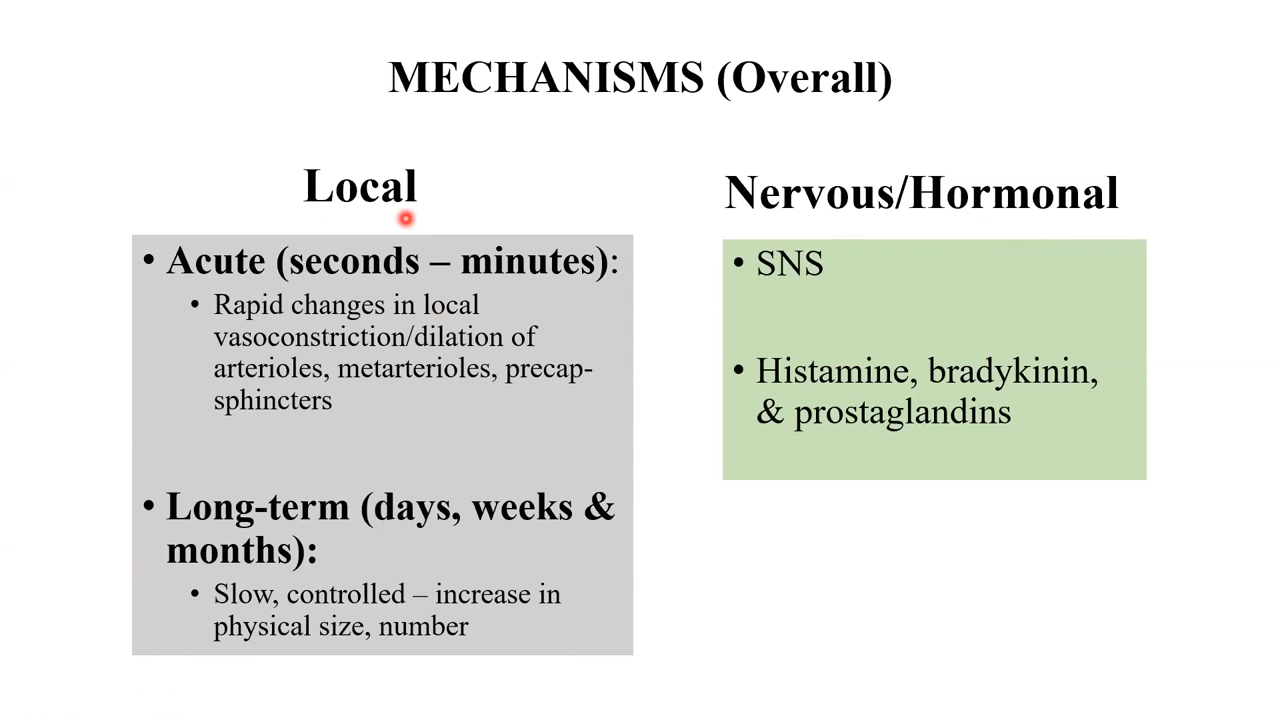 MECHANISMS (Overall)
Local
• Acute (seconds – minutes):
• Rapid changes in local
vasoconstriction/dilation of
arterioles, metarterioles, precap-
sphincters
• Long-term (days, weeks &
months):
• Slow, controlled – increase in
physical size, number
Nervous/Hormonal
• SNS
• Histamine, bradykinin,
& prostaglandins